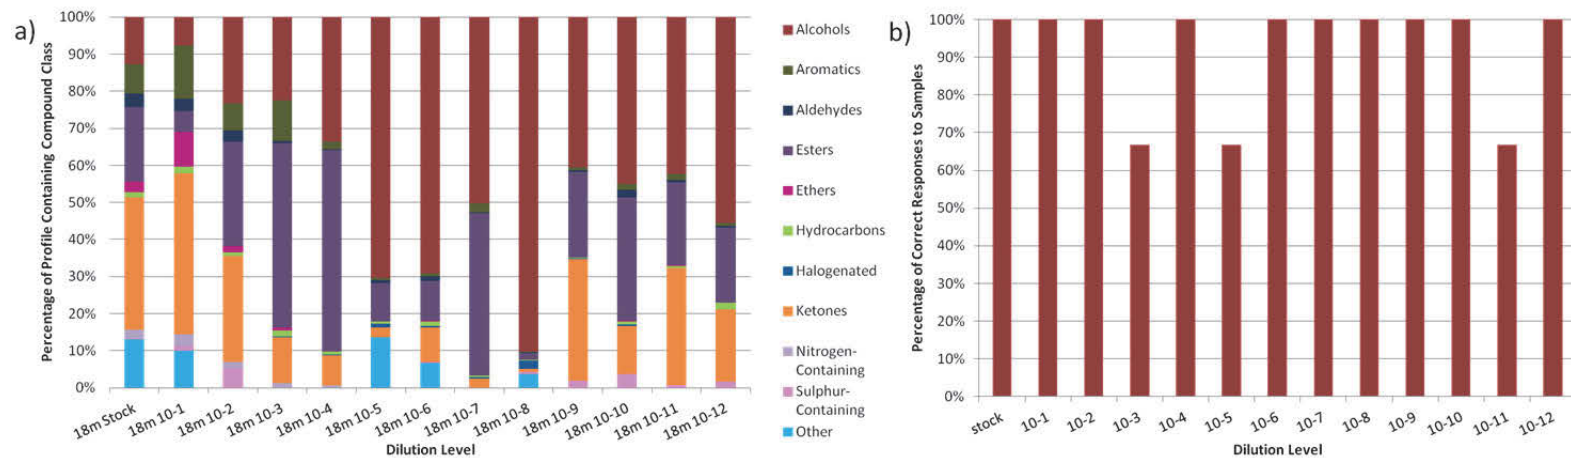 a)
Percentage of Profile Containing Compound Class
100%
90%
80%
70%
60%
50%
40%
30%
20%
10%
0%
18m Stock
18m 10-1
18m 10-2
18m 10-3
18m 10-4
18m 10-5
18m 10-6
18m 10-7
18m 10-8
18m 10-9
18m 10-10
18m 10-11
18m 10-12
Dilution Level
Alcohols
Aromatics
Aldehydes
Esters
Ethers
Hydrocarbons
Halogenated
Ketones
Nitrogen-
Containing
Sulphur-
Containing
Other
b)
Percentage of Correct Responses to Samples
100%
90%
80%
70%
60%
50%
40%
30%
20%
10%
0%
stock
10-1
10-2
10-3
10-4
10-5
10-6
10-7
10-8
10-9
10-10
10-11
10-12
Dilution Level